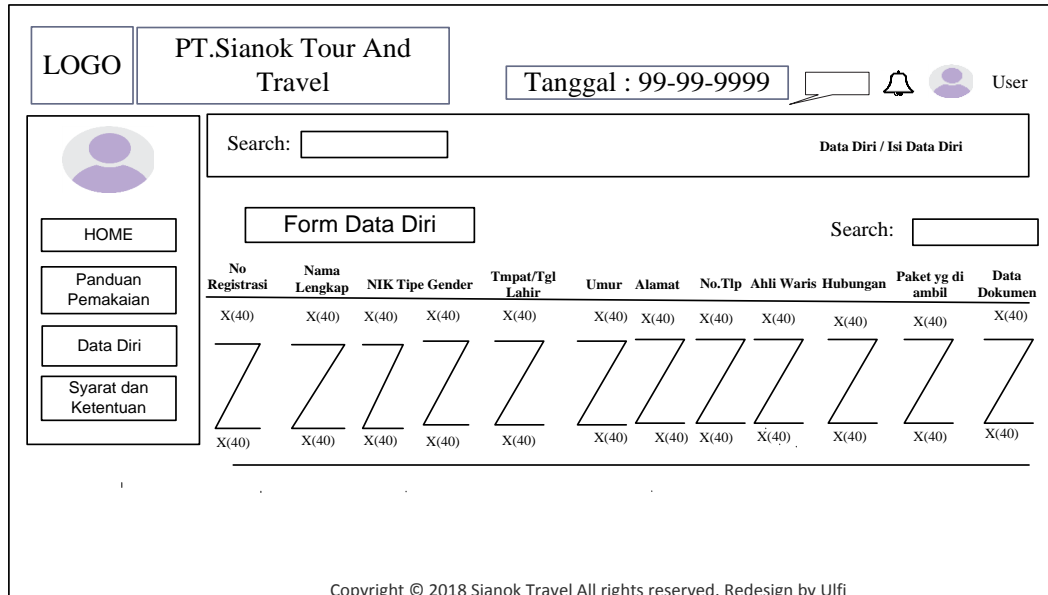 LOGO
PT.Sianok Tour And
Travel
Tanggal : 99-99-9999
User
HOME
Panduan
Pemakaian
Data Diri
Syarat dan
Ketentuan
Search:
Data Diri / Isi Data Diri
Form Data Diri
Search:
No
Registrasi
Nama
Lengkap
NIK Tipe Gender
Tmpat/Tgl
Lahir
Umur
Alamat
No.Tlp
Ahli Waris
Hubungan
Paket yg di
ambil
Data
Dokumen
X(40) X(40) X(40) X(40) X(40) X(40) X(40) X(40) X(40) X(40) X(40) X(40)
X(40) X(40) X(40) X(40) X(40) X(40) X(40) X(40) X(40) X(40) X(40) X(40)
Copyright © 2018 Sianok Travel All rights reserved. Redesign by Ulfi